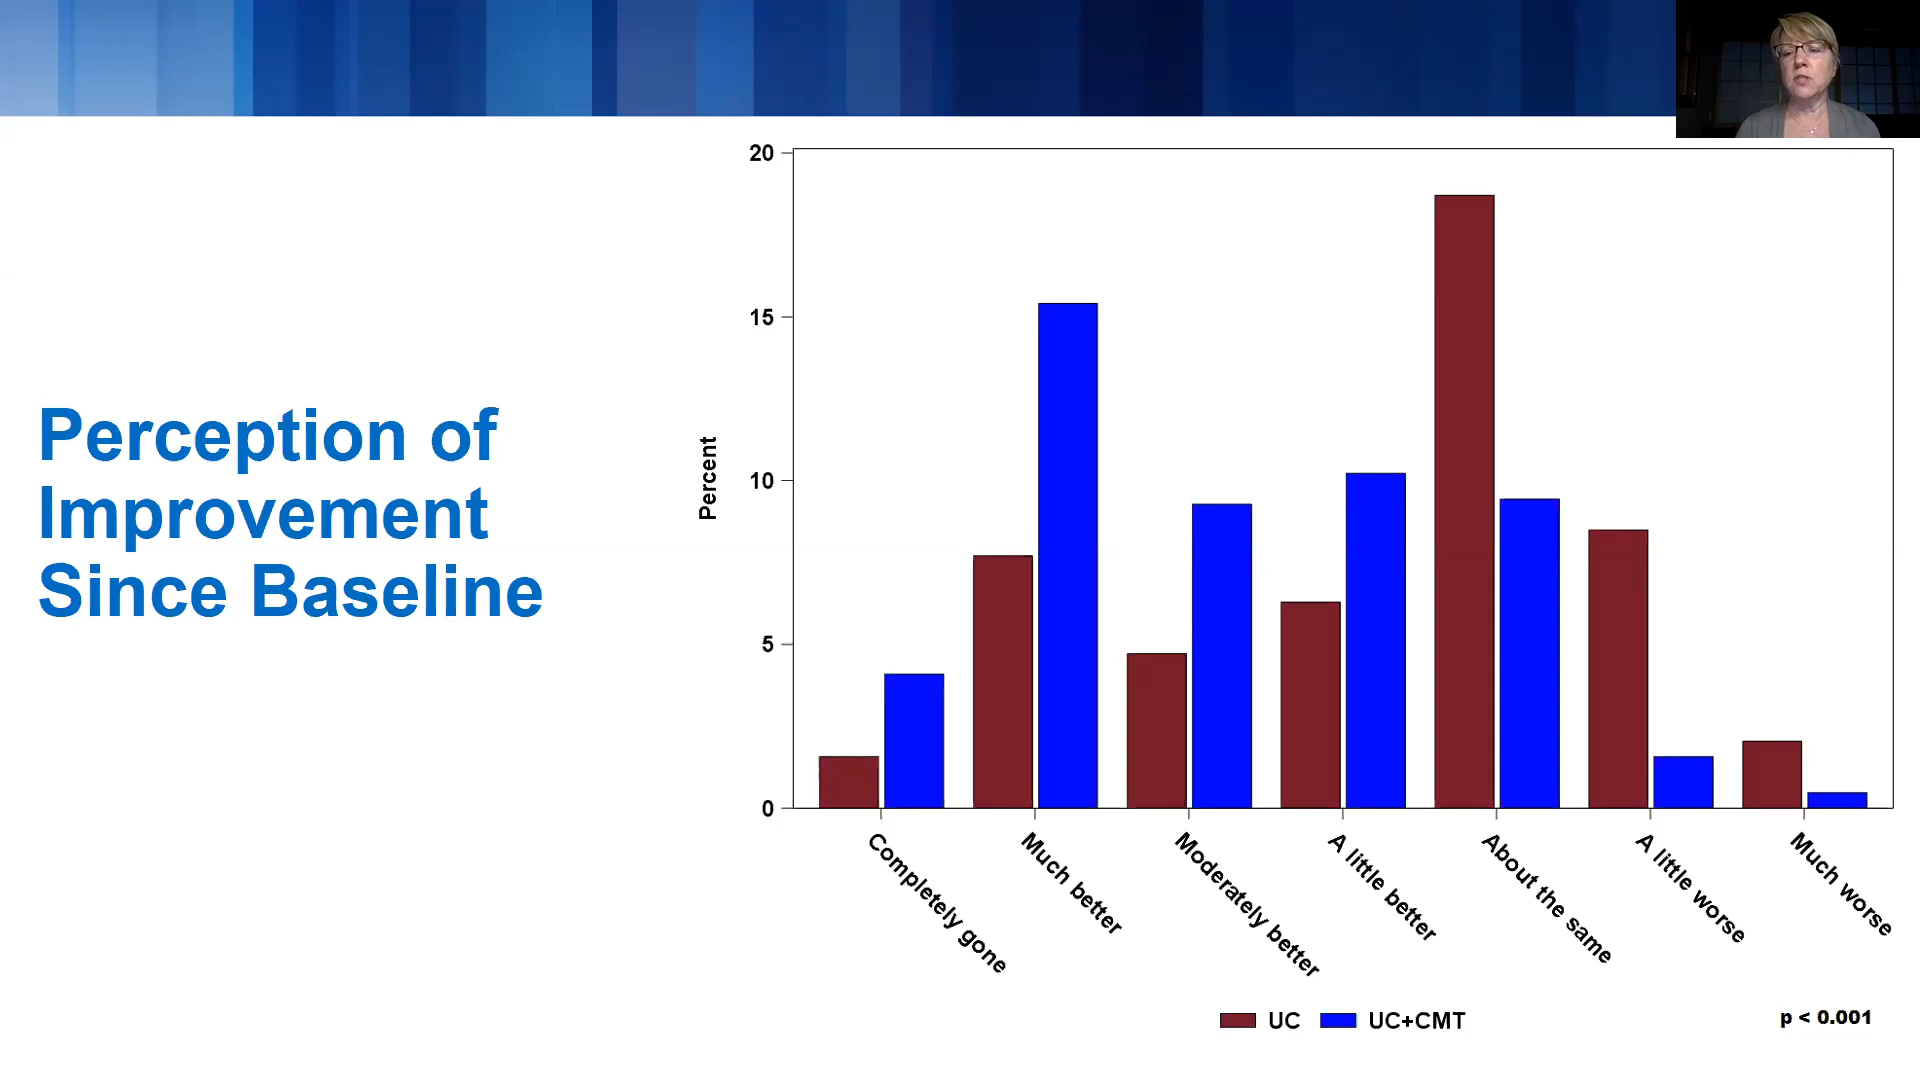 Perception of
Improvement
Since Baseline
Percent
20
15
10
5
0
Completely gone
Much better
Moderately better
A little better
About the same
A little worse
Much worse
UC
UC+CMT
p < 0.001